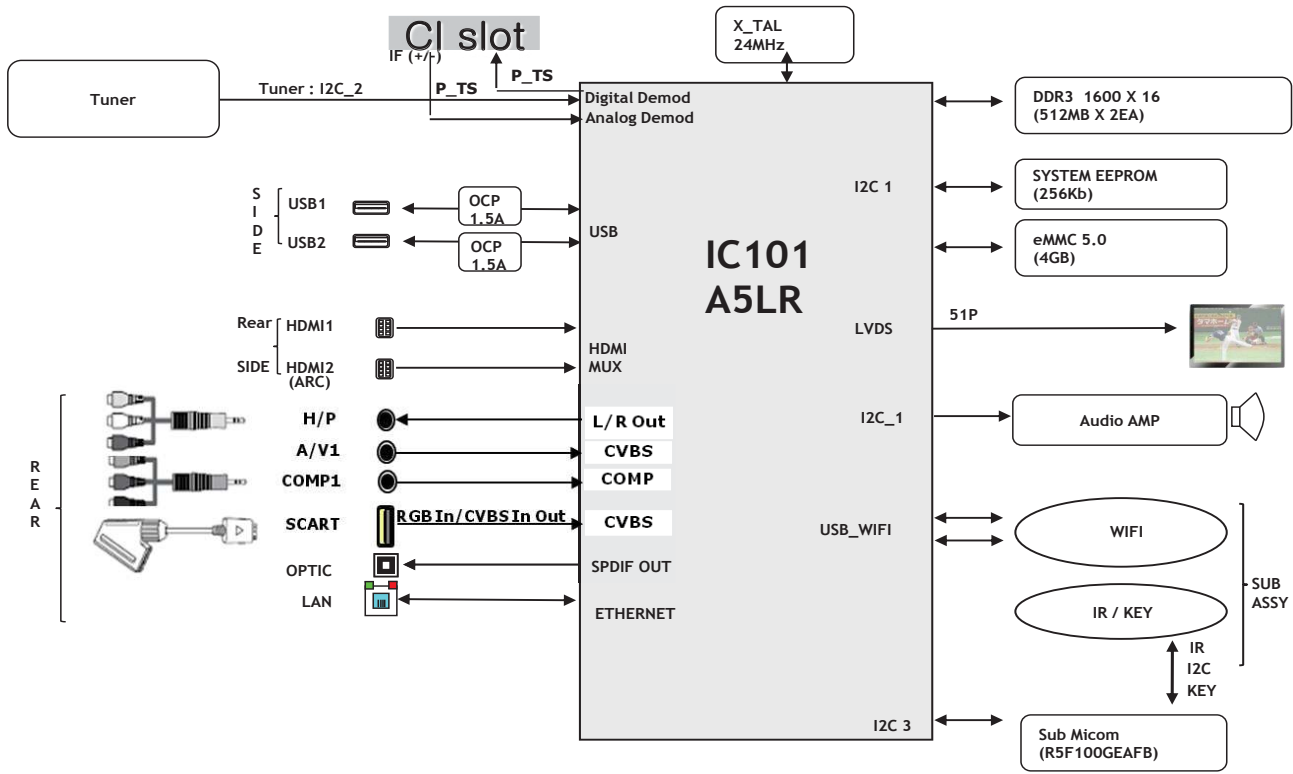 CI slot
IF (+/-)
X_TAL
24MHz
Tuner
Tuner : I2C_2
P_TS
P_TS
Digital Demod
Analog Demod
DDR3 1600 X 16
(512MB X 2EA)
SIDE
USB1
USB2
OCP
1.5A
OCP
1.5A
USB
I2C 1
SYSTEM EEPROM
(256Kb)
eMMC 5.0
(4GB)
IC101
A5LR
Rear
HDMI1
SIDE
HDMI2
(ARC)
HDMI
MUX
LVDS
51P
REAR
H/P
L/R Out
A/V1
CVBS
COMP1
COMP
SCART
RGB In/CVBS In Out
CVBS
OPTIC
SPDIF OUT
LAN
ETHERNET
I2C_1
Audio AMP
USB_WIFI
WIFI
IR / KEY
SUB
ASSY
IR
I2C
KEY
I2C 3
Sub Micom
(R5F100GEAFB)